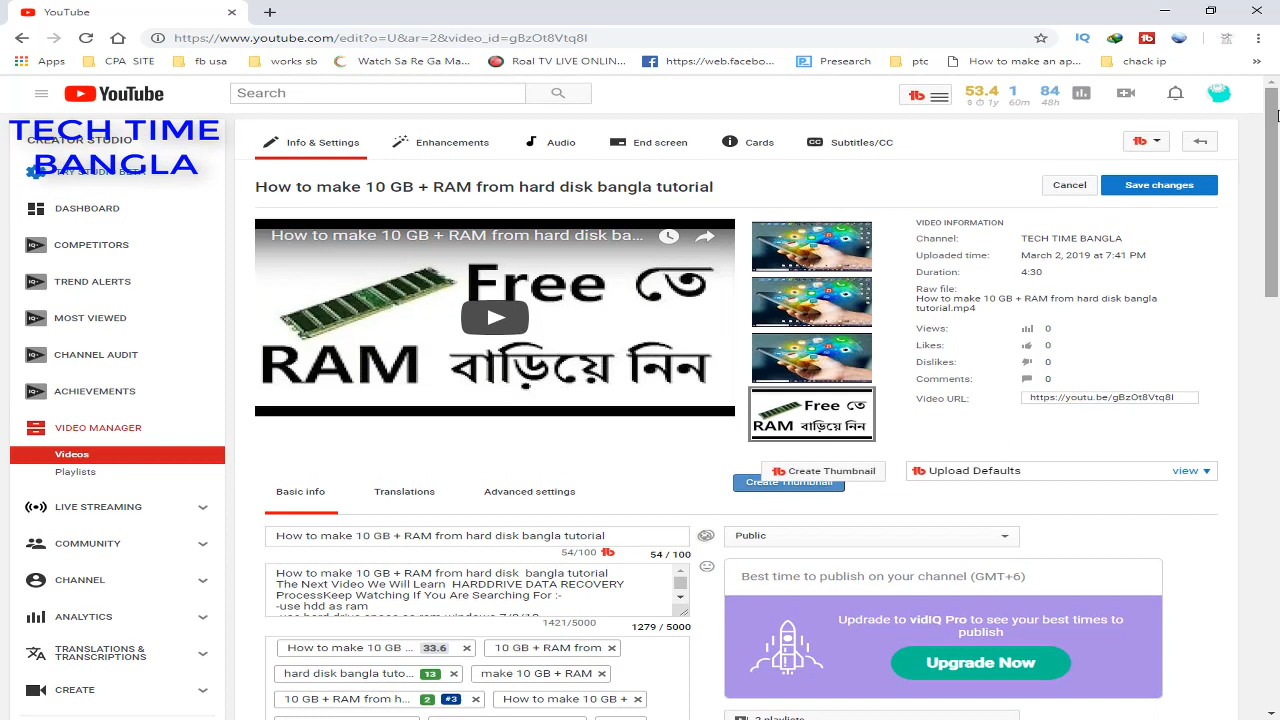 YouTube
https://www.youtube.com/edit?o=U&ar=2&video_id=gBzOt8Vtq8I
IQ
Apps
CPA SITE
fb usa
works sb
Watch Sa Re Ga Ma...
Roal TV LIVE ONLIN...
https://web.facebo...
Presearch
ptc
How to make an ap...
chack ip
YouTube
Search
53.4
1y
1
60m
84
48h
TECH TIME
BANGLA
CREATOR STUDIO
TRY STUDIO BETA
DASHBOARD
COMPETITORS
TREND ALERTS
MOST VIEWED
CHANNEL AUDIT
ACHIEVEMENTS
VIDEO MANAGER
Videos
Playlists
LIVE STREAMING
COMMUNITY
CHANNEL
ANALYTICS
TRANSLATIONS &
TRANSCRIPTIONS
CREATE
Info & Settings
Enhancements
Audio
End screen
Cards
CC Subtitles/CC
How to make 10 GB + RAM from hard disk bangla tutorial
Cancel
Save changes
How to make 10 GB + RAM from hard disk ba...
Free তে
RAM বাড়িয়ে নিন
Free তে
RAM বাড়িয়ে নিন
VIDEO INFORMATION
Channel: TECH TIME BANGLA
Uploaded time: March 2, 2019 at 7:41 PM
Duration: 4:30
Raw file:
How to make 10 GB + RAM from hard disk bangla
tutorial.mp4
Views: 0
Likes: 0
Dislikes: 0
Comments: 0
Video URL: https://youtu.be/gBzOt8Vtq8I
tb Create Thumbnail
Create Thumbnail
tb Upload Defaults
view
Basic info
Translations
Advanced settings
How to make 10 GB + RAM from hard disk bangla tutorial
54/100 tb 54 / 100
How to make 10 GB + RAM from hard disk bangla tutorial
The Next Video We Will Learn HARDDRIVE DATA RECOVERY
ProcessKeep Watching If You Are Searching For :-
-use hdd as ram
1421/5000 1279 / 5000
How to make 10 GB ... 33.6 ×
10 GB + RAM from ×
hard disk bangla tuto... 13 ×
make 10 GB + RAM ×
10 GB + RAM from h... 2 #3 ×
How to make 10 GB + ×
Public
Best time to publish on your channel (GMT+6)
Updrade to vidIQ Pro to see your best times to
publish
Upgrade Now
2 playlists